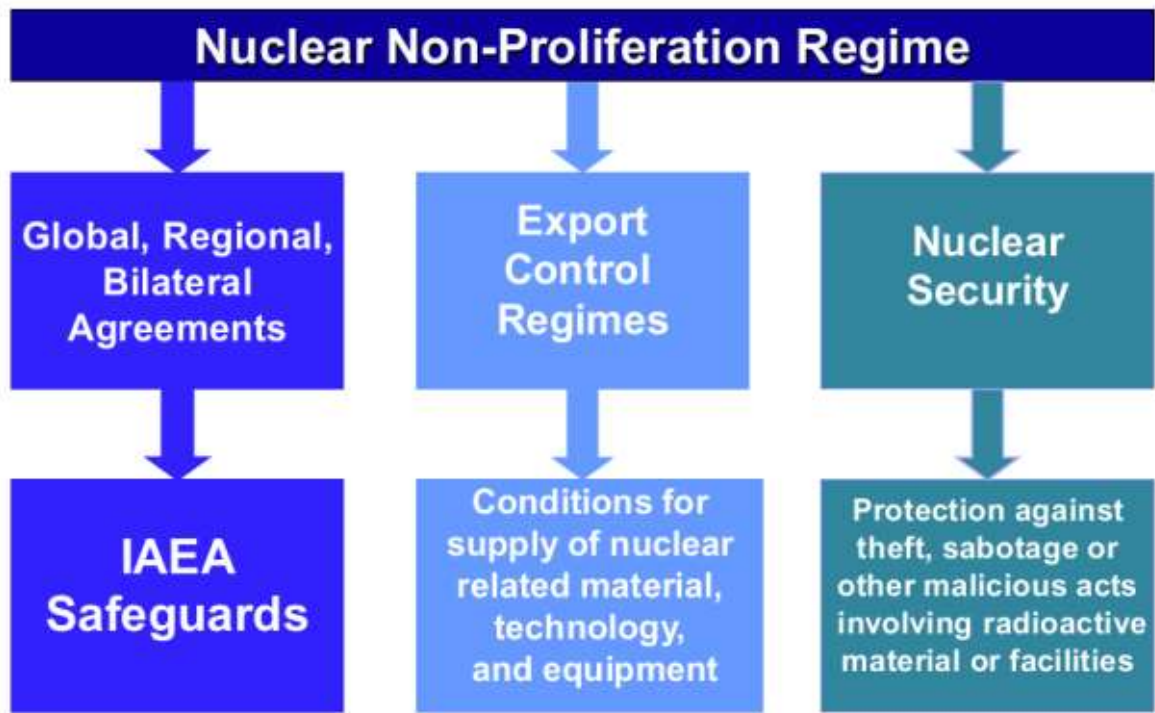 Nuclear Non-Proliferation Regime
Global, Regional,
Bilateral
Agreements
Export
Control
Regimes
Nuclear
Security
IAEA
Safeguards
Conditions for
supply of nuclear
related material,
technology,
and equipment
Protection against
theft, sabotage or
other malicious acts
involving radioactive
material or facilities